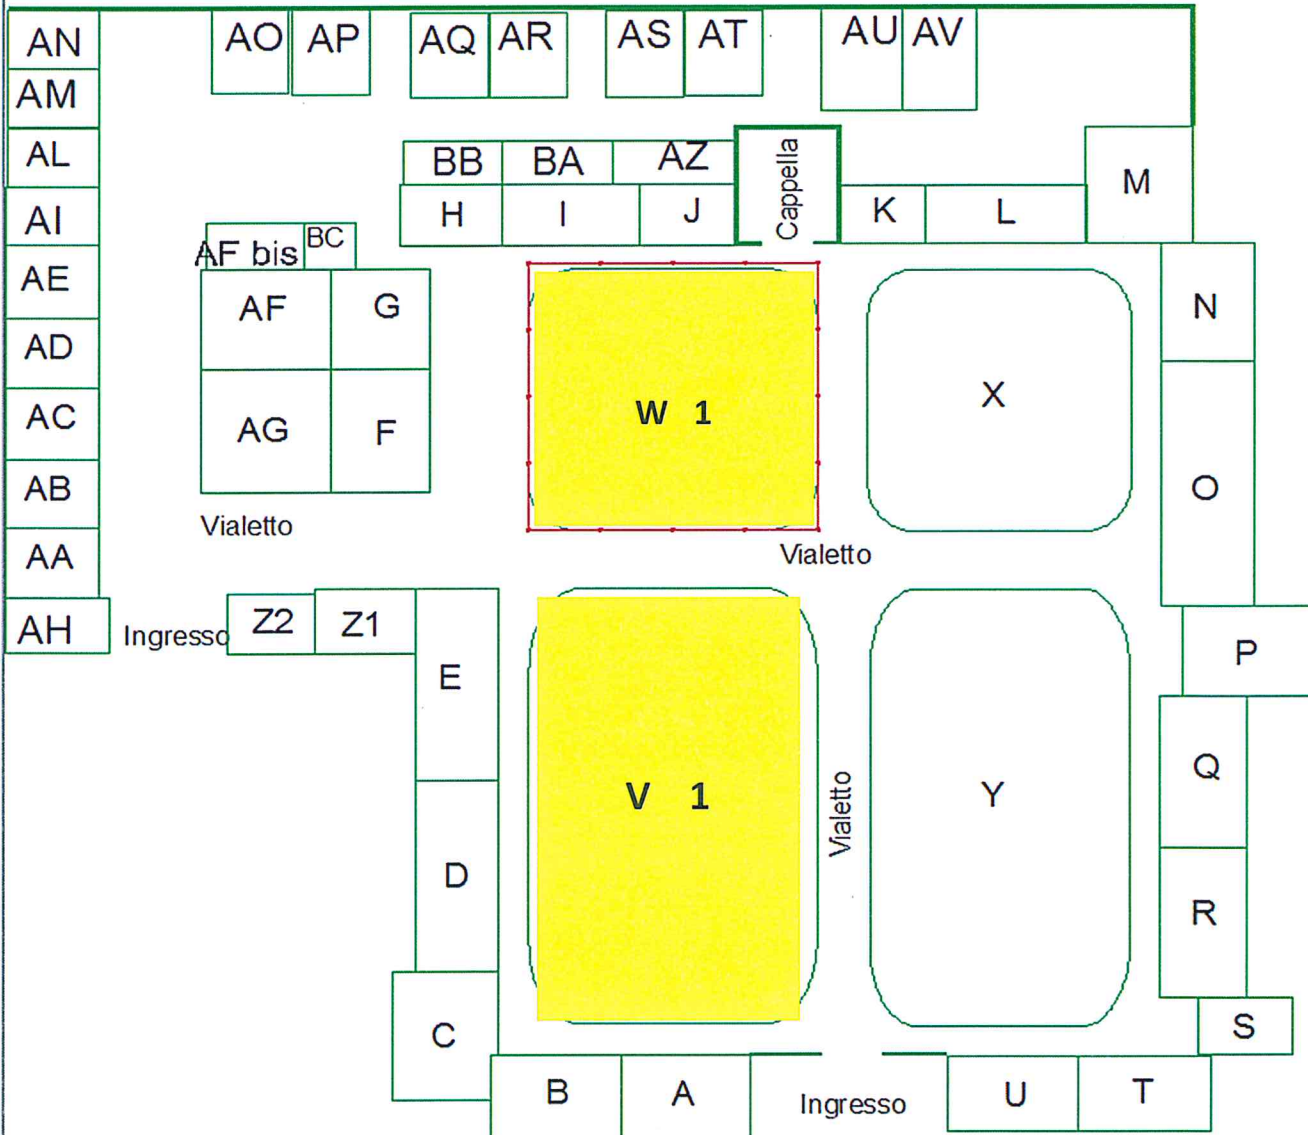 AN AO AP AQ AR AS AT AU AV
AM
AL BB BA AZ Cappella M
AI H I J K L
AF bis BC
AE AF G N
AD
AC AG F W 1 X
AB O
Vialetto
AA Vialetto
AH Ingresso Z2 Z1
E P
V 1 Vialetto Y Q
D R
C S
B A Ingresso U T